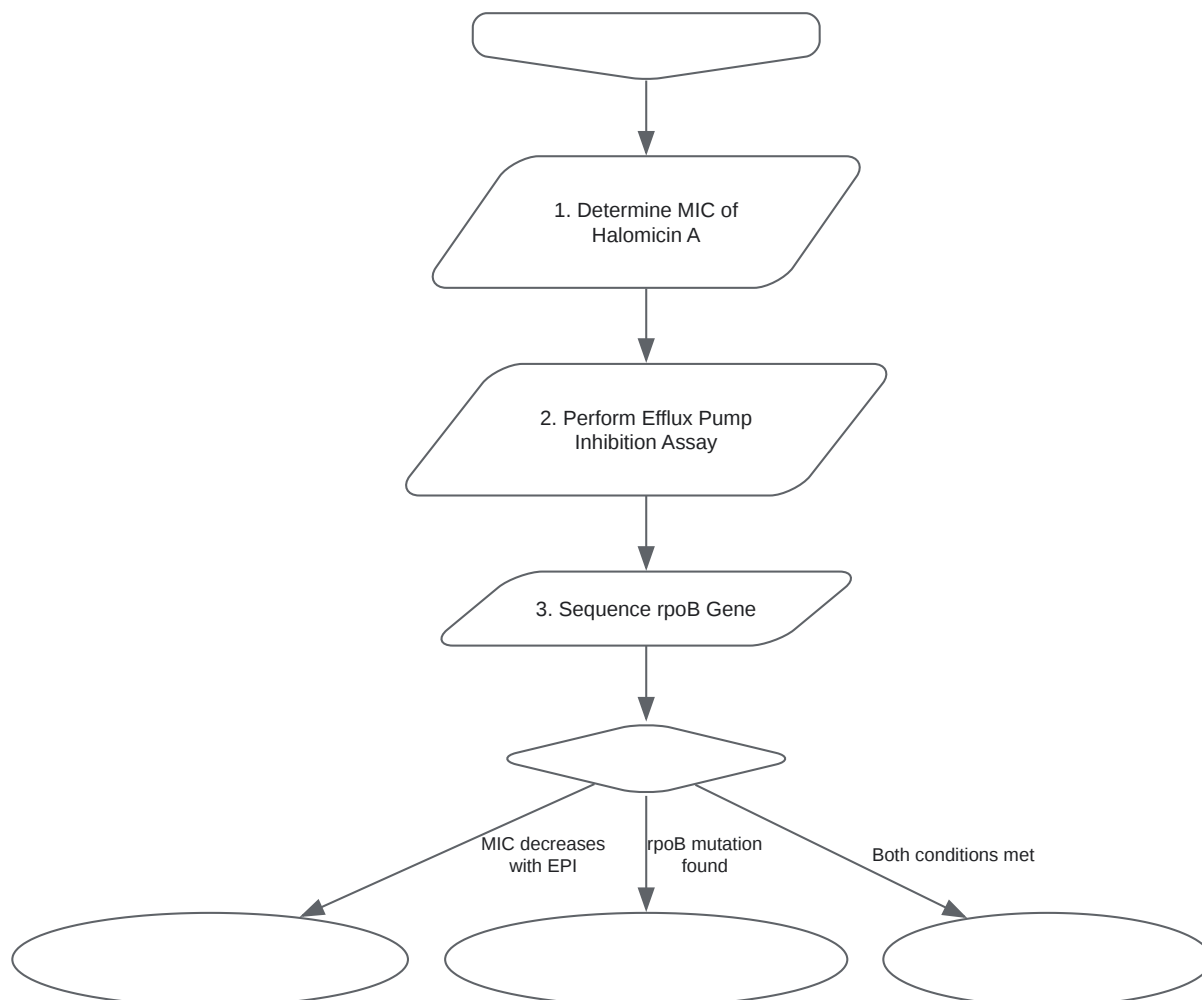 1. Determine MIC of
Halomicin A
2. Perform Efflux Pump
Inhibition Assay
3. Sequence rpoB Gene
MIC decreases
with EPI
rpoB mutation
found
Both conditions met